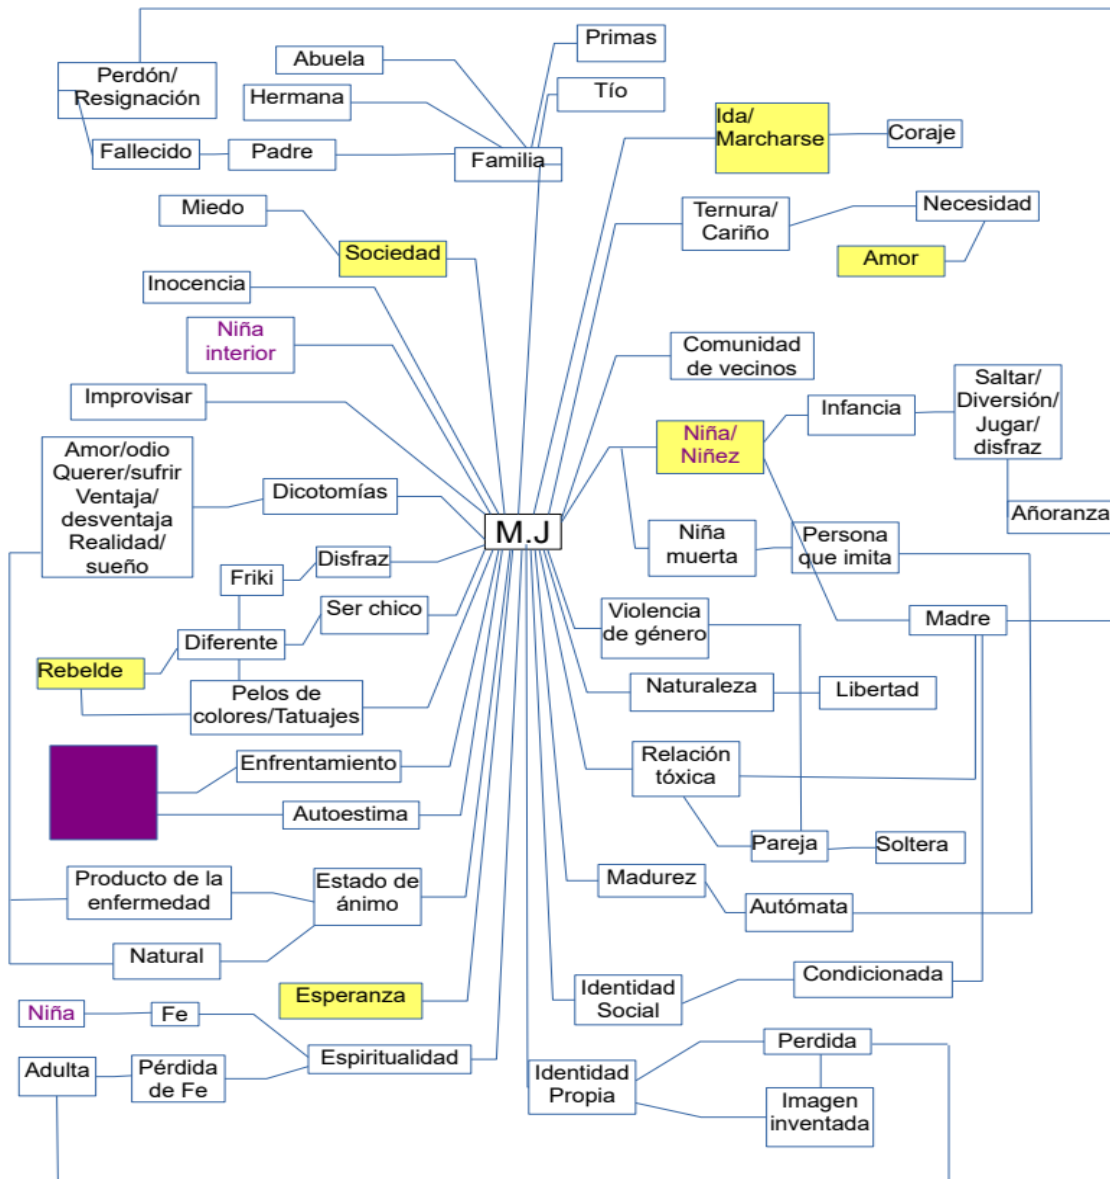 Primas
Abuela
Perdón/
Resignación
Hermana
Tío
Ida/
Marcharse
Coraje
Fallecido
Padre
Familia
Miedo
Ternura/
Cariño
Necesidad
Sociedad
Amor
Inocencia
Niña
interior
Comunidad
de vecinos
Improvisar
Infancia
Saltar/
Diversión/
Jugar/
disfraz
Niña/
Niñez
Amor/odio
Querer/sufrir
Ventaja/
desventaja
Realidad/
sueño
Dicotomías
M.J
Añoranza
Niña
muerta
Persona
que imita
Disfraz
Friki
Ser chico
Violencia
de género
Madre
Diferente
Rebelde
Pelos de
colores/Tatuajes
Naturaleza
Libertad
Enfrentamiento
Relación
tóxica
Autoestima
Pareja
Soltera
Producto de la
enfermedad
Estado de
ánimo
Madurez
Autómata
Natural
Esperanza
Identidad
Social
Condicionada
Niña
Fe
Espiritualidad
Perdida
Adulta
Pérdida
de Fe
Identidad
Propia
Imagen
inventada